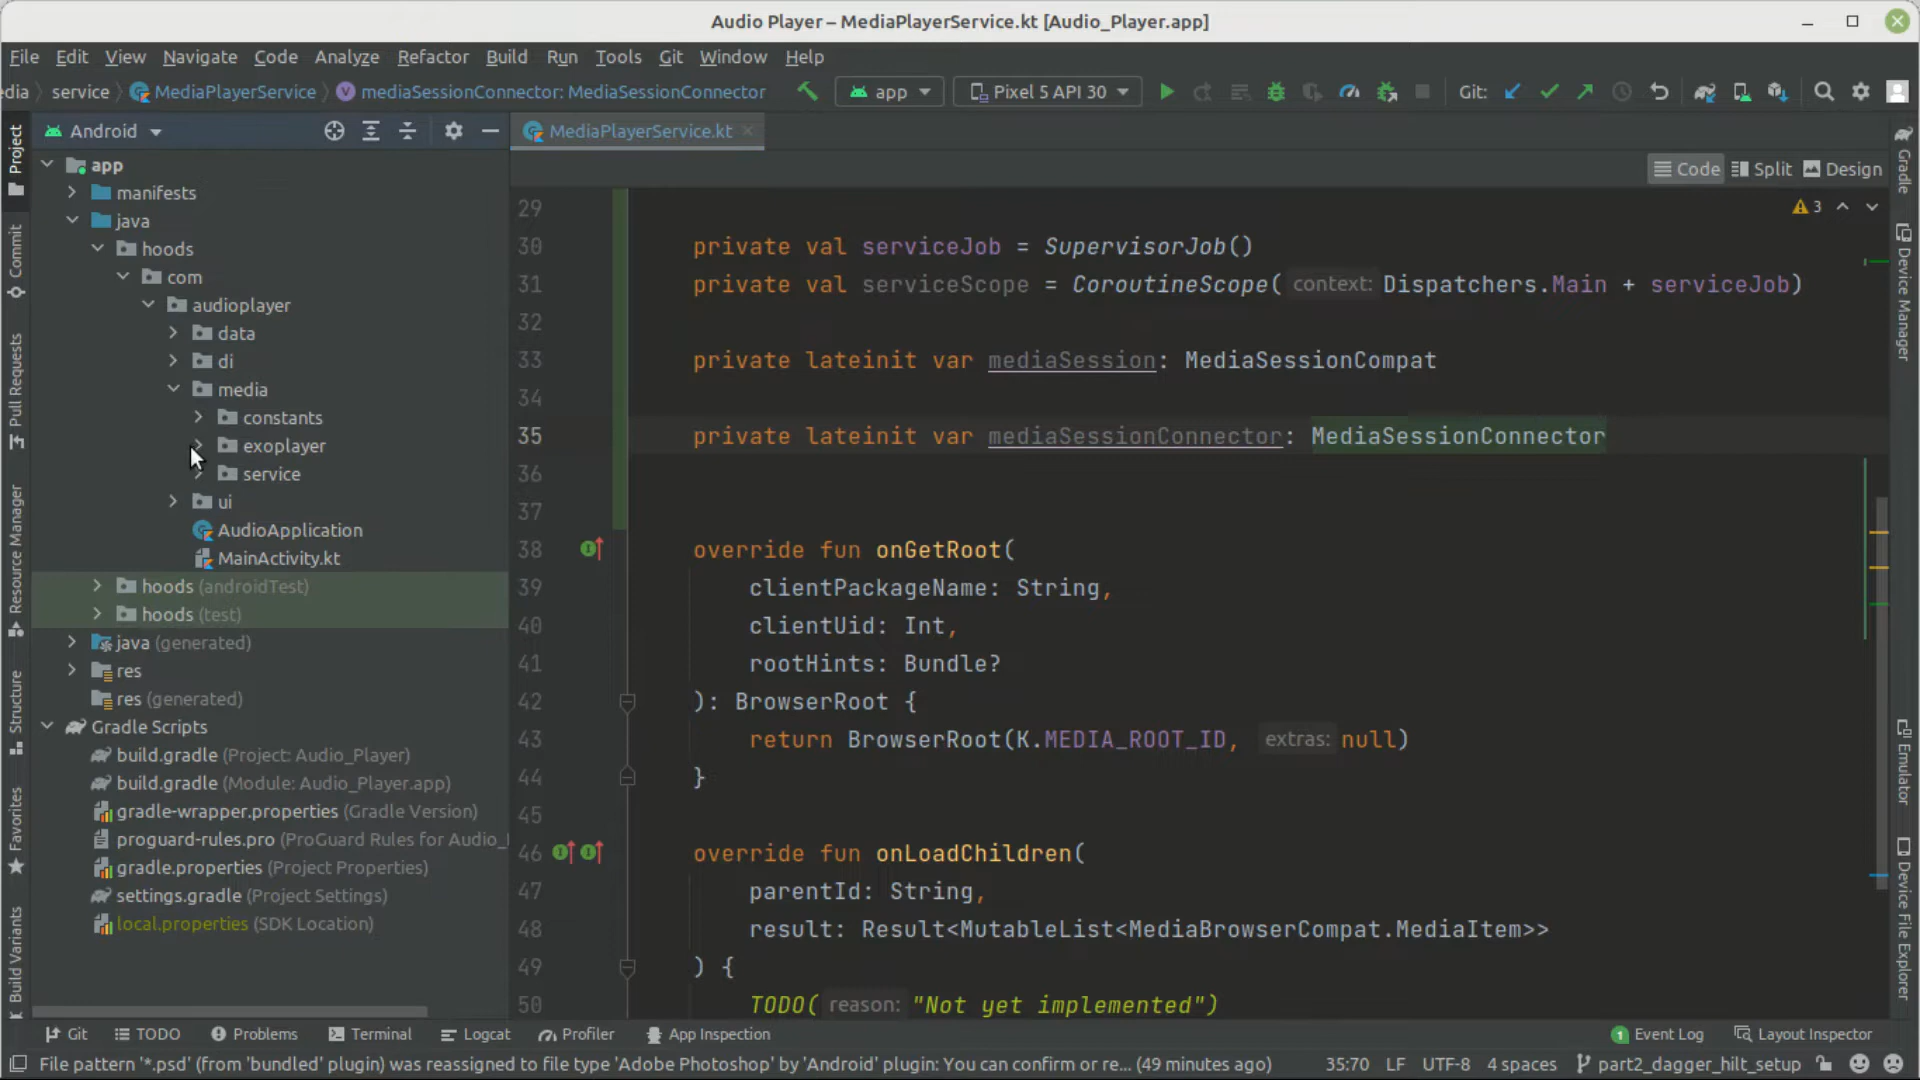 Audio Player – MediaPlayerService.kt [Audio_Player.app]
File Edit View Navigate Code Analyze Refactor Build Run Tools Git Window Help
dia service MediaPlayerService mediaSessionConnector: MediaSessionConnector app Pixel 5 API 30 Git:
Project
Commit
Pull Requests
Resource Manager
Structure
Favorites
Build Variants
Android
app
manifests
java
hoods
com
audioplayer
data
di
media
constants
exoplayer
service
ui
AudioApplication
MainActivity.kt
hoods (androidTest)
hoods (test)
java (generated)
res
res (generated)
Gradle Scripts
build.gradle (Project: Audio_Player)
build.gradle (Module: Audio_Player.app)
gradle-wrapper.properties (Gradle Version)
proguard-rules.pro (ProGuard Rules for Audio_
gradle.properties (Project Properties)
settings.gradle (Project Settings)
local.properties (SDK Location)
MediaPlayerService.kt
Code Split Design
3
29
30 private val serviceJob = SupervisorJob()
31 private val serviceScope = CoroutineScope( context: Dispatchers.Main + serviceJob)
32
33 private lateinit var mediaSession: MediaSessionCompat
34
35 private lateinit var mediaSessionConnector: MediaSessionConnector
36
37
38 override fun onGetRoot(
39 clientPackageName: String,
40 clientUid: Int,
41 rootHints: Bundle?
42 ): BrowserRoot {
43 return BrowserRoot(K.MEDIA_ROOT_ID, extras: null)
44 }
45
46 override fun onLoadChildren(
47 parentId: String,
48 result: Result<MutableList<MediaBrowserCompat.MediaItem>>
49 ) {
50 TODO( reason: "Not yet implemented")
Gradle
Device Manager
Emulator
Device File Explorer
Git TODO Problems Terminal Logcat Profiler App Inspection 1 Event Log Layout Inspector
File pattern '*.psd' (from 'bundled' plugin) was reassigned to file type 'Adobe Photoshop' by 'Android' plugin: You can confirm or re... (49 minutes ago) 35:70 LF UTF-8 4 spaces part2_dagger_hilt_setup